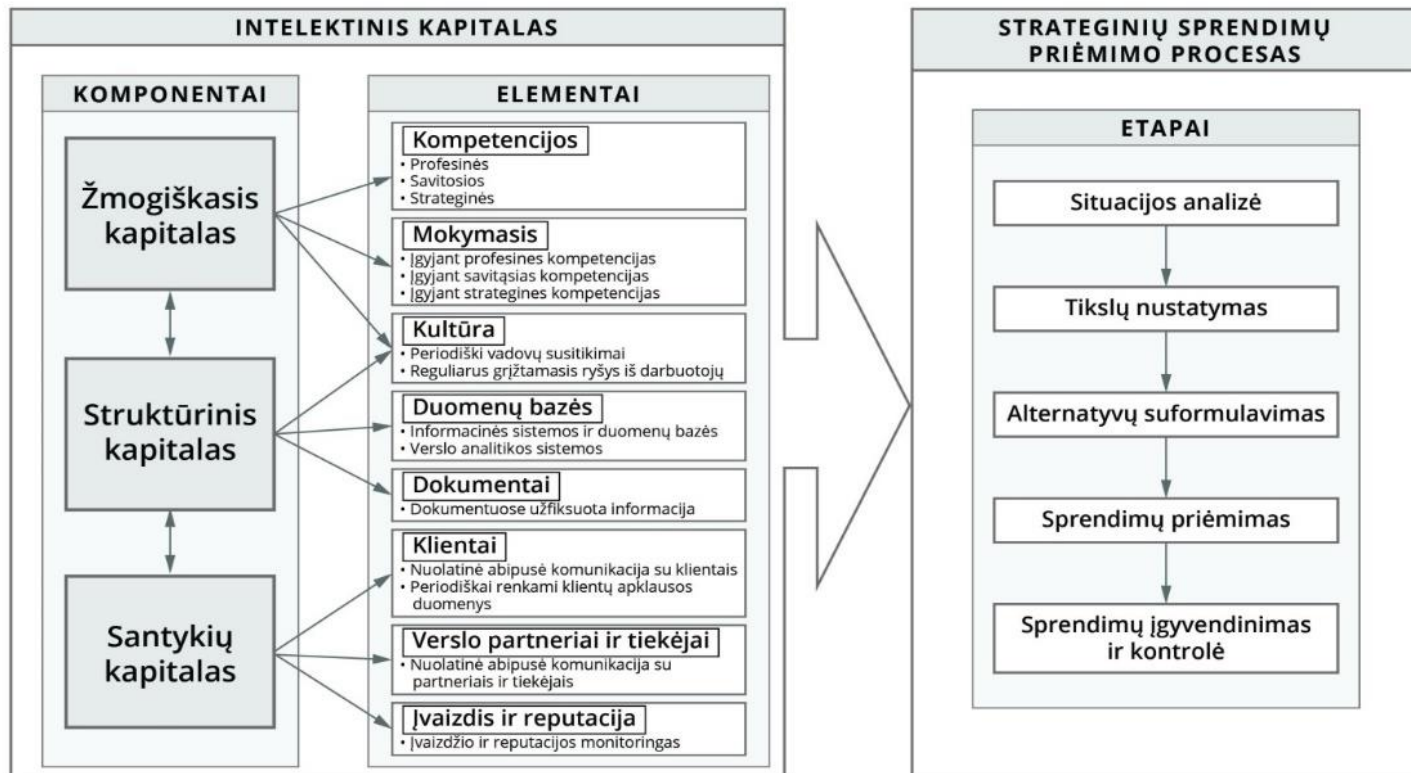 INTELEKTINIS KAPITALAS
KOMPONENTAI
Žmogiškasis
kapitalas
Struktūrinis
kapitalas
Santykių
kapitalas
ELEMENTAI
Kompetencijos
• Profesinės
• Savitosios
• Strateginės
Mokymasis
• Įgyjant profesines kompetencijas
• Įgyjant savitąsias kompetencijas
• Įgyjant strategines kompetencijas
Kultūra
• Periodiški vadovų susitikimai
• Reguliarus grįžtamasis ryšys iš darbuotojų
Duomenų bazės
• Informacinės sistemos ir duomenų bazės
• Verslo analitikos sistemos
Dokumentai
• Dokumentuose užfiksuota informacija
Klientai
• Nuolatinė abipusė komunikacija su klientais
• Periodiškai renkami klientų apklausos
duomenys
Verslo partneriai ir tiekėjai
• Nuolatinė abipusė komunikacija su
partneriais ir tiekėjais
Įvaizdis ir reputacija
• Įvaizdžio ir reputacijos monitoringas
STRATEGINIŲ SPRENDIMŲ
PRIĖMIMO PROCESAS
ETAPAI
Situacijos analizė
Tikslų nustatymas
Alternatyvų suformulavimas
Sprendimų priėmimas
Sprendimų įgyvendinimas
ir kontrolė